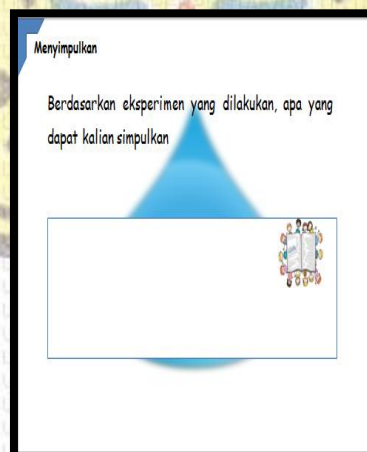 Menyimpulkan
Berdasarkan eksperimen yang dilakukan, apa yang
dapat kalian simpulkan